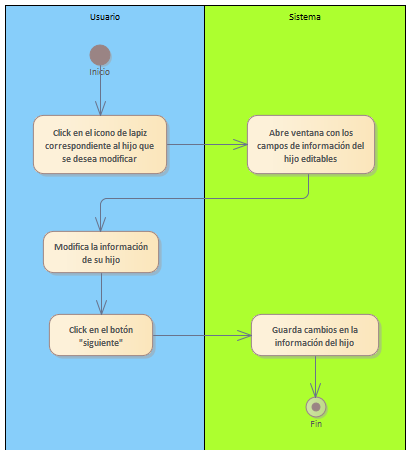 Usuario
Sistema
Inicio
Click en el icono de lapiz
correspondiente al hijo que
se desea modificar
Abre ventana con los
campos de información del
hijo editables
Modifica la información
de su hijo
Click en el botón
"siguiente"
Guarda cambios en la
información del hijo
Fin